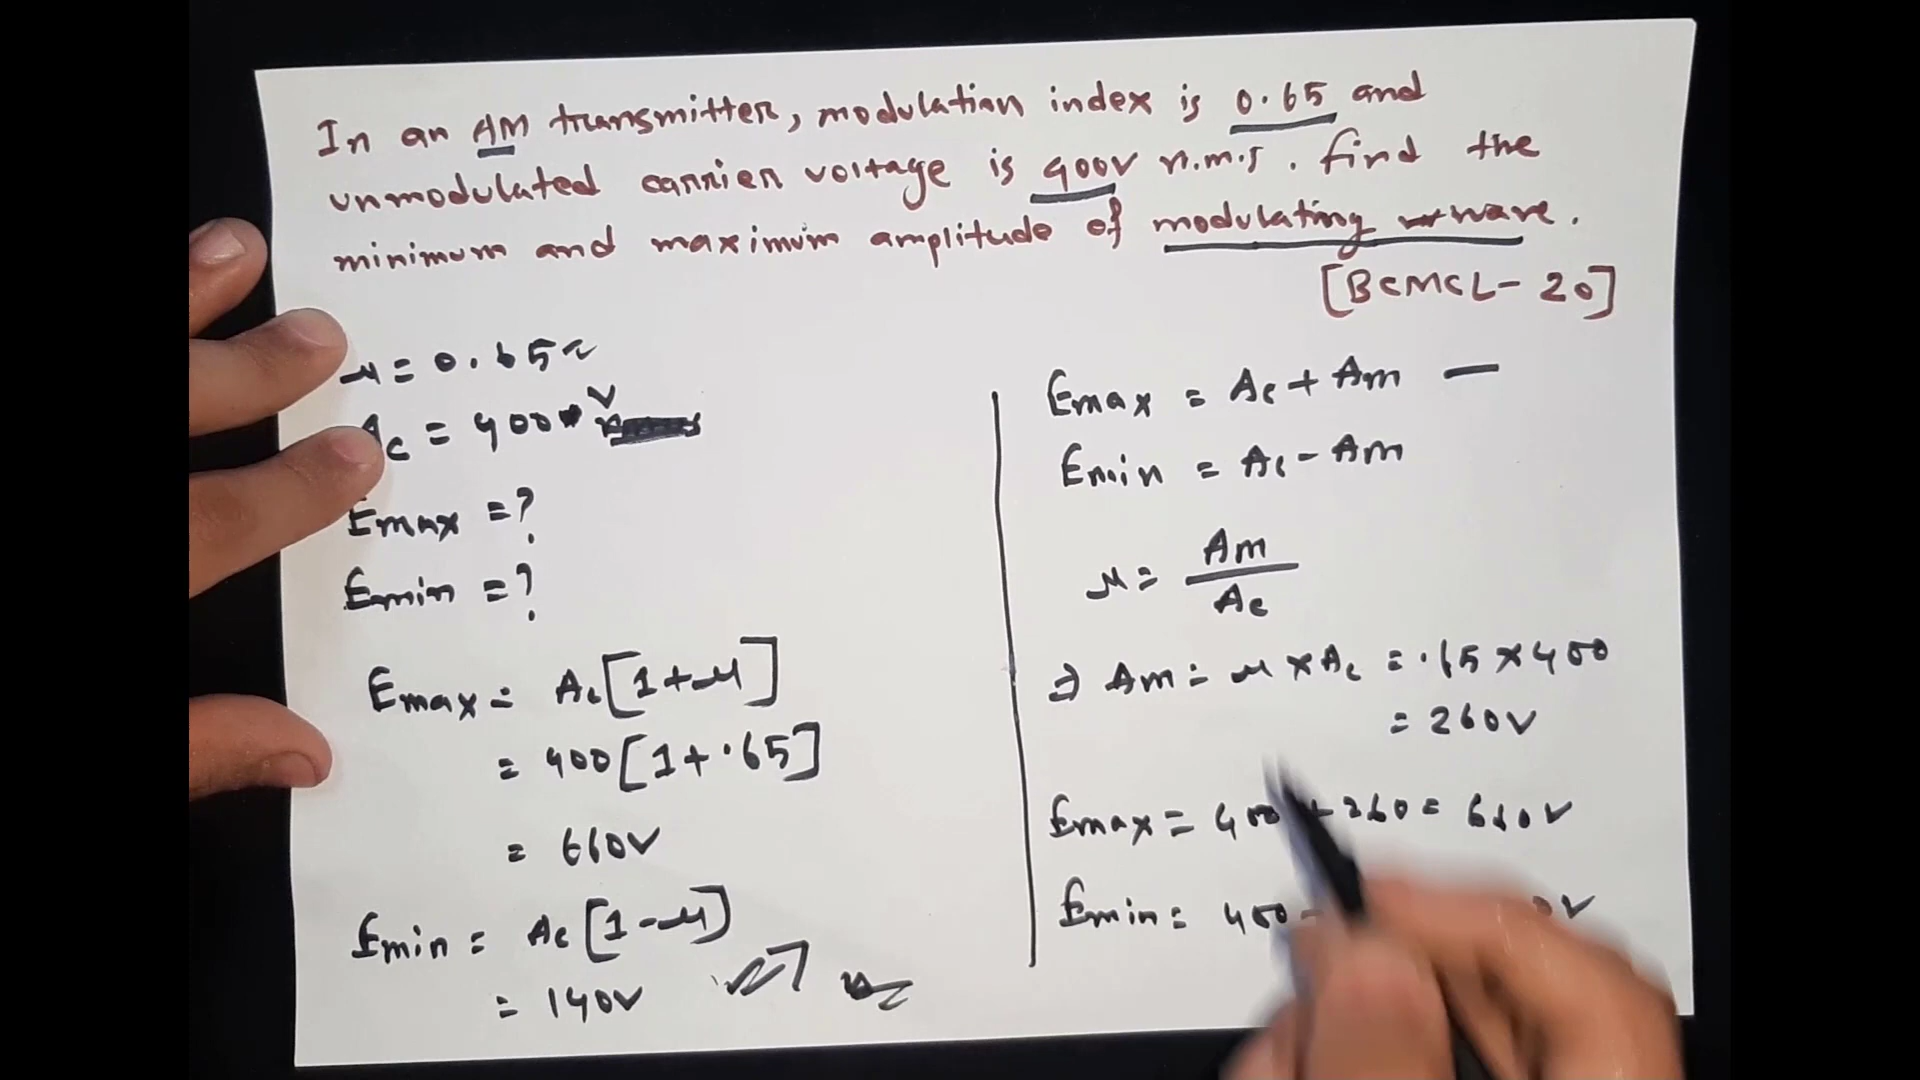 In an AM transmitter, modulation index is 0.65 and
unmodulated carrier voltage is 400V r.m.s. find the
minimum and maximum amplitude of modulating wave.
[BCMCL-20]
μ = 0.65
Ac = 400 V
Emax = ?
Emin = ?
Emax = Ac[1+μ]
= 400[1+.65]
= 660V
Emin = Ac[1-μ]
= 140V
Emax = Ac + Am
Emin = Ac - Am
μ = Am
Ac
⇒ Am = μ × Ac = .65 × 400
= 260V
Emax = 400 + 260 = 660V
Emin = 400 -